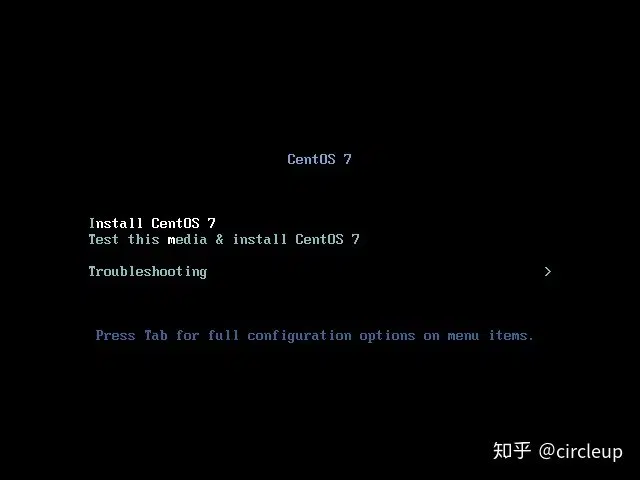 CentOS 7
Install CentOS 7
Test this media & install CentOS 7
Troubleshooting >
Press Tab for full configuration options on menu items.
知乎 @circleup